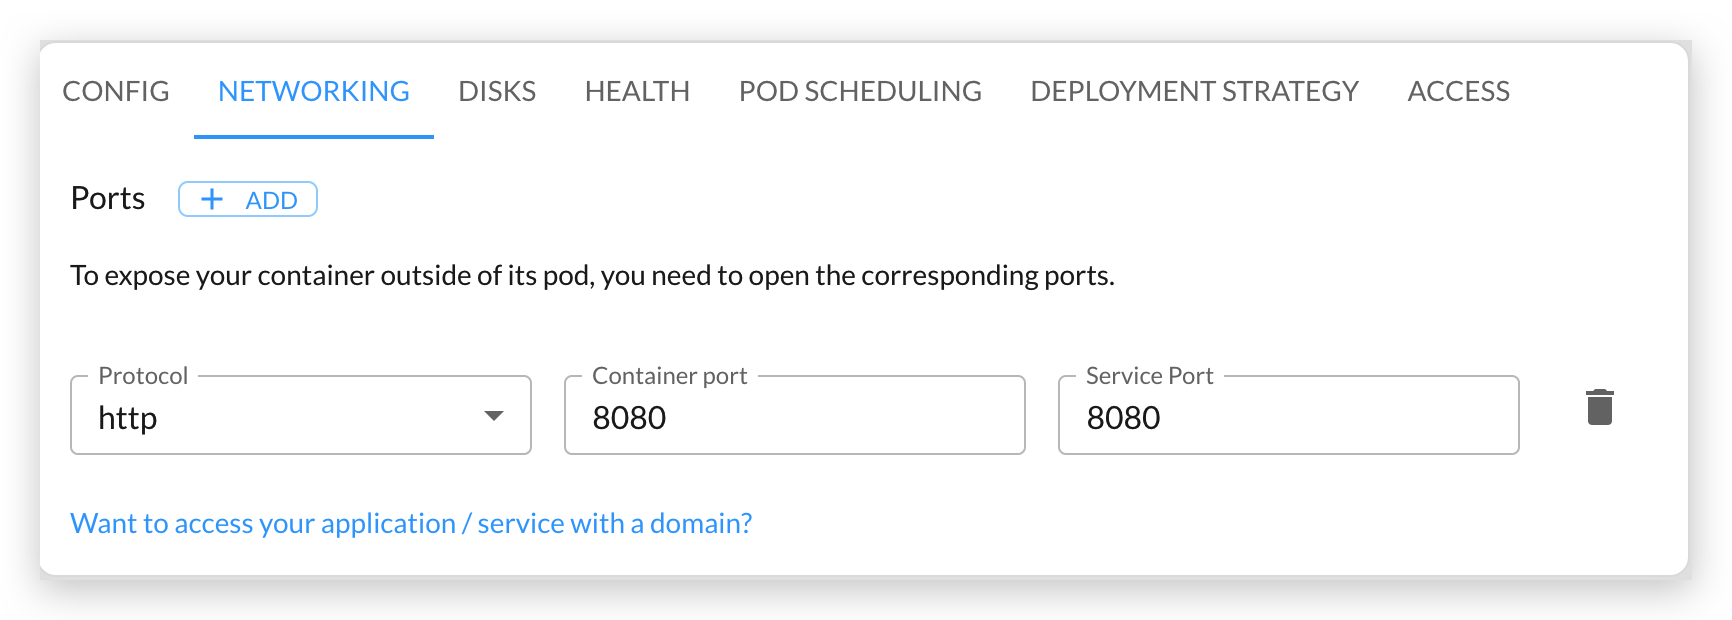 CONFIG NETWORKING DISKS HEALTH POD SCHEDULING DEPLOYMENT STRATEGY ACCESS
Ports + ADD
To expose your container outside of its pod, you need to open the corresponding ports.
Protocol Container port Service Port
http 8080 8080
Want to access your application / service with a domain?